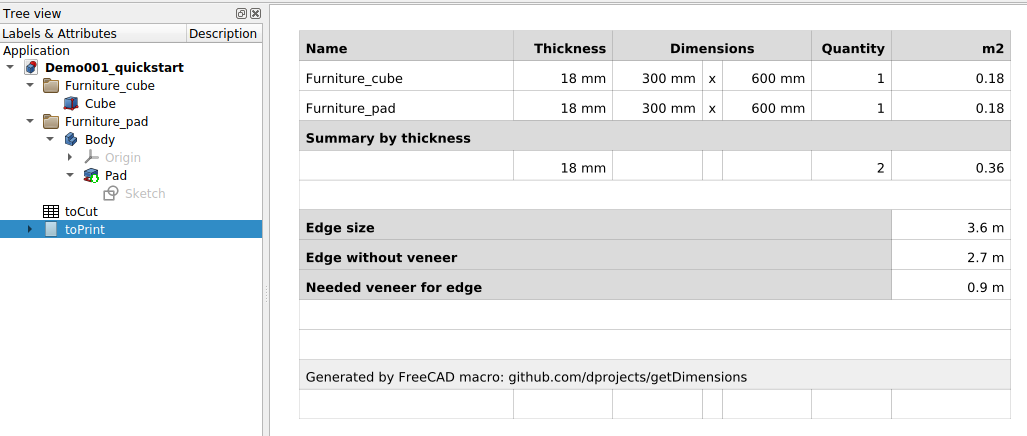 Tree view
Labels & Attributes Description
Application
Demo001_quickstart
Furniture_cube
Cube
Furniture_pad
Body
Origin
Pad
Sketch
toCut
toPrint
Name Thickness Dimensions Quantity m2
Furniture_cube 18 mm 300 mm x 600 mm 1 0.18
Furniture_pad 18 mm 300 mm x 600 mm 1 0.18
Summary by thickness
18 mm 2 0.36
Edge size 3.6 m
Edge without veneer 2.7 m
Needed veneer for edge 0.9 m
Generated by FreeCAD macro: github.com/dprojects/getDimensions